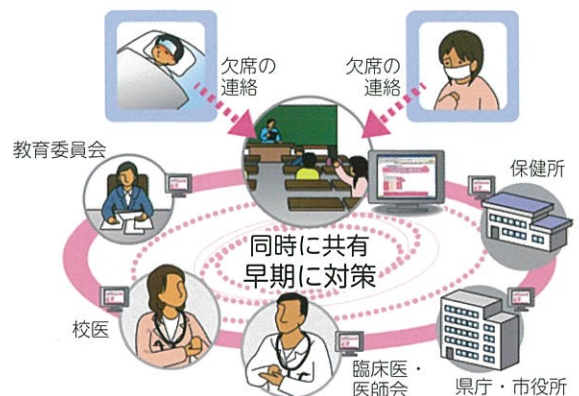 欠席の
連絡
欠席の
連絡
教育委員会
保健所
同時に共有
早期に対策
校医
臨床医・
医師会
県庁・市役所